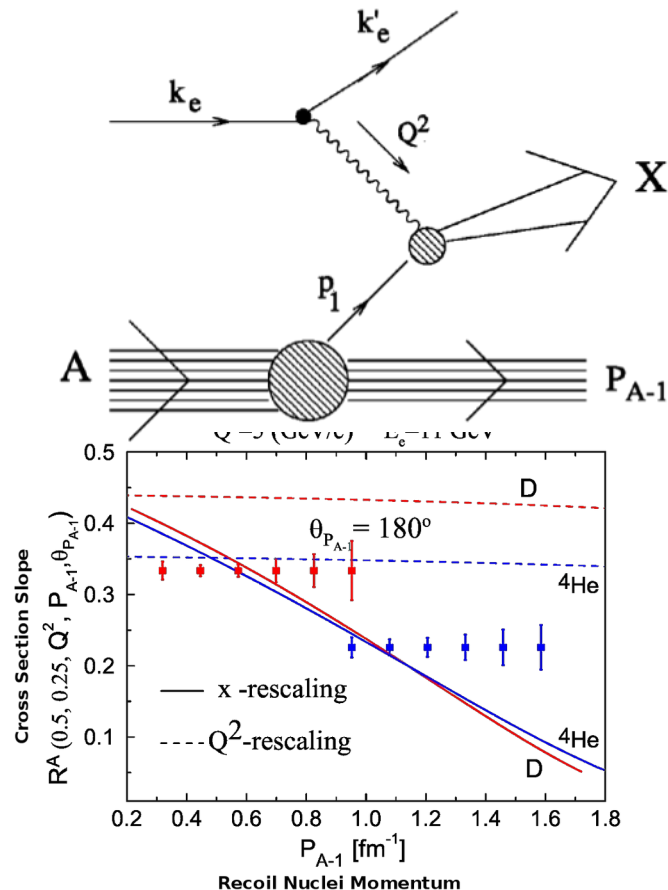 k'e
ke
Q²
X
p1
A
PA-1
Ee=11 GeV
0.5
D
0.4
θPA-1 = 180°
4He
0.3
Cross Section Slope
RA (0.5, 0.25, Q2, PA-1, θPA-1)
0.2
x -rescaling
Q2-rescaling
0.1
4He
D
0.2 0.4 0.6 0.8 1.0 1.2 1.4 1.6 1.8
PA-1 [fm-1]
Recoil Nuclei Momentum